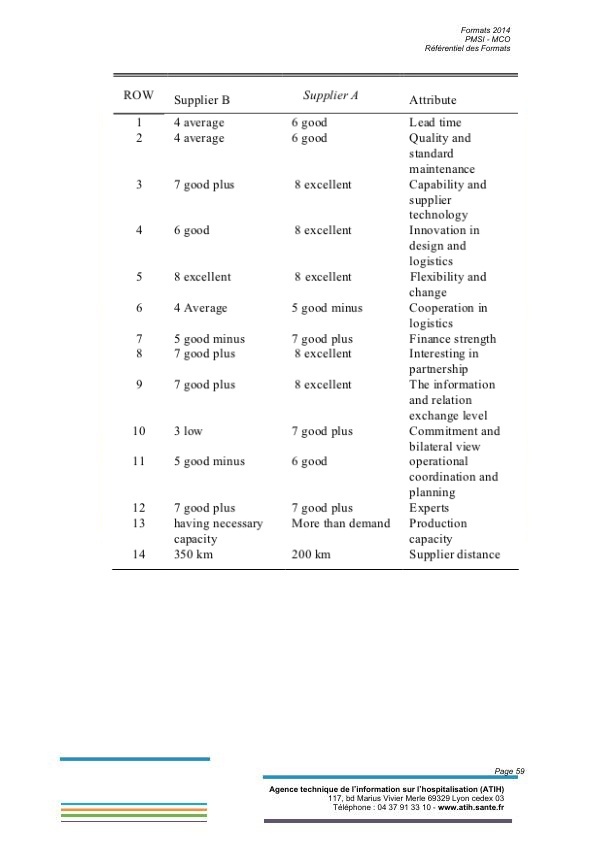 Formats 2014
PMSI - MCO
Référentiel des Formats
ROW Supplier B Supplier A Attribute
1 4 average 6 good Lead time
2 4 average 6 good Quality and
standard
maintenance
3 7 good plus 8 excellent Capability and
supplier
technology
4 6 good 8 excellent Innovation in
design and
logistics
5 8 excellent 8 excellent Flexibility and
change
6 4 Average 5 good minus Cooperation in
logistics
7 5 good minus 7 good plus Finance strength
8 7 good plus 8 excellent Interesting in
partnership
9 7 good plus 8 excellent The information
and relation
exchange level
10 3 low 7 good plus Commitment and
bilateral view
11 5 good minus 6 good operational
coordination and
planning
12 7 good plus 7 good plus Experts
13 having necessary More than demand Production
capacity capacity
14 350 km 200 km Supplier distance
Page 59
Agence technique de l'information sur l'hospitalisation (ATIH)
117, bd Marius Vivier Merle 69329 Lyon cedex 03
Téléphone : 04 37 91 33 10 - www.atih.sante.fr